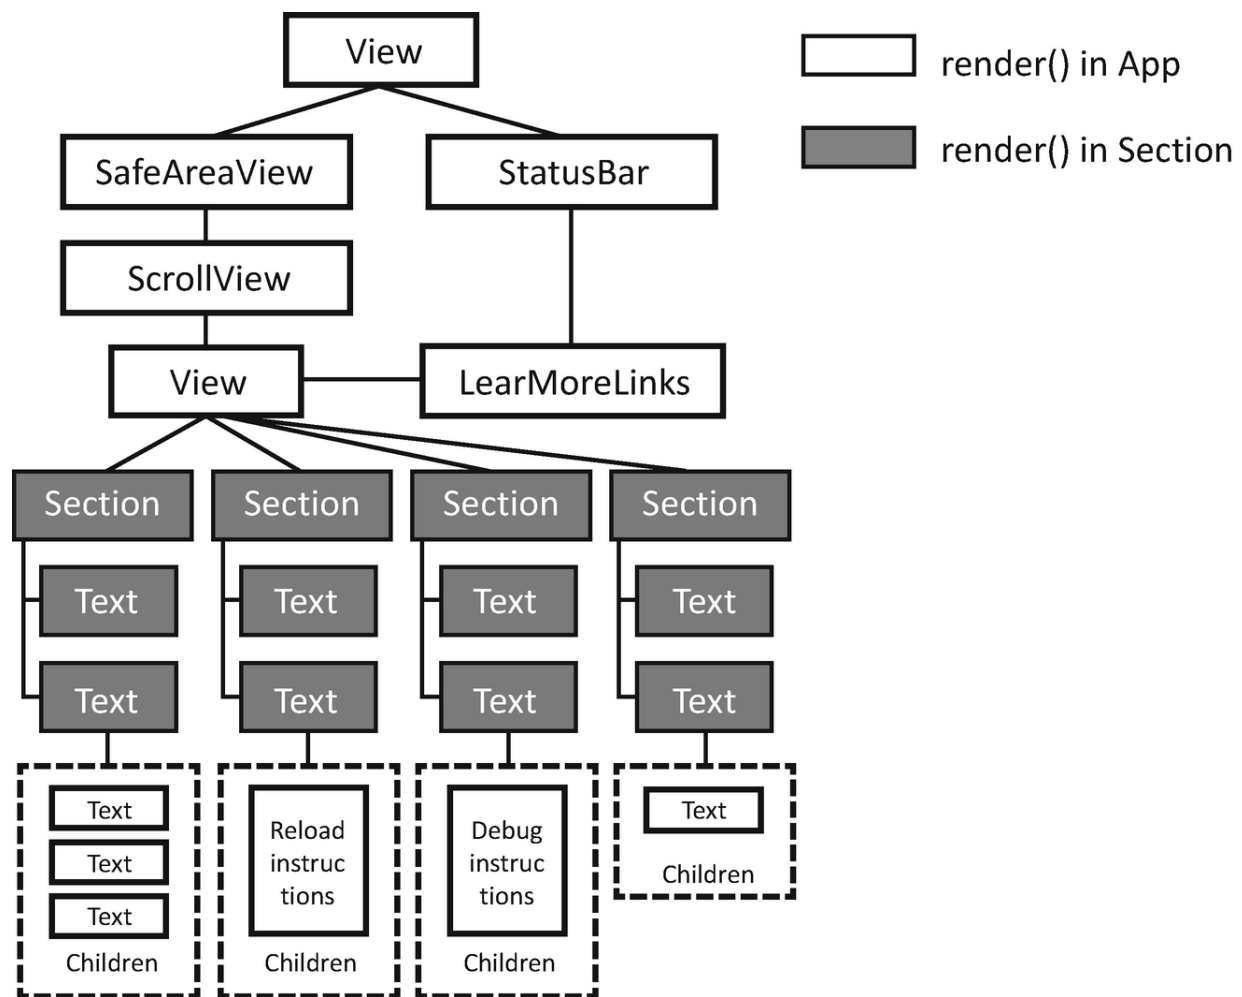 View
render() in App
render() in Section
SafeAreaView
StatusBar
ScrollView
View
LearMoreLinks
Section
Section
Section
Section
Text
Text
Text
Text
Text
Text
Text
Text
Text
Text
Text
Children
Reload
instruc
tions
Children
Debug
instruc
tions
Children
Text
Children